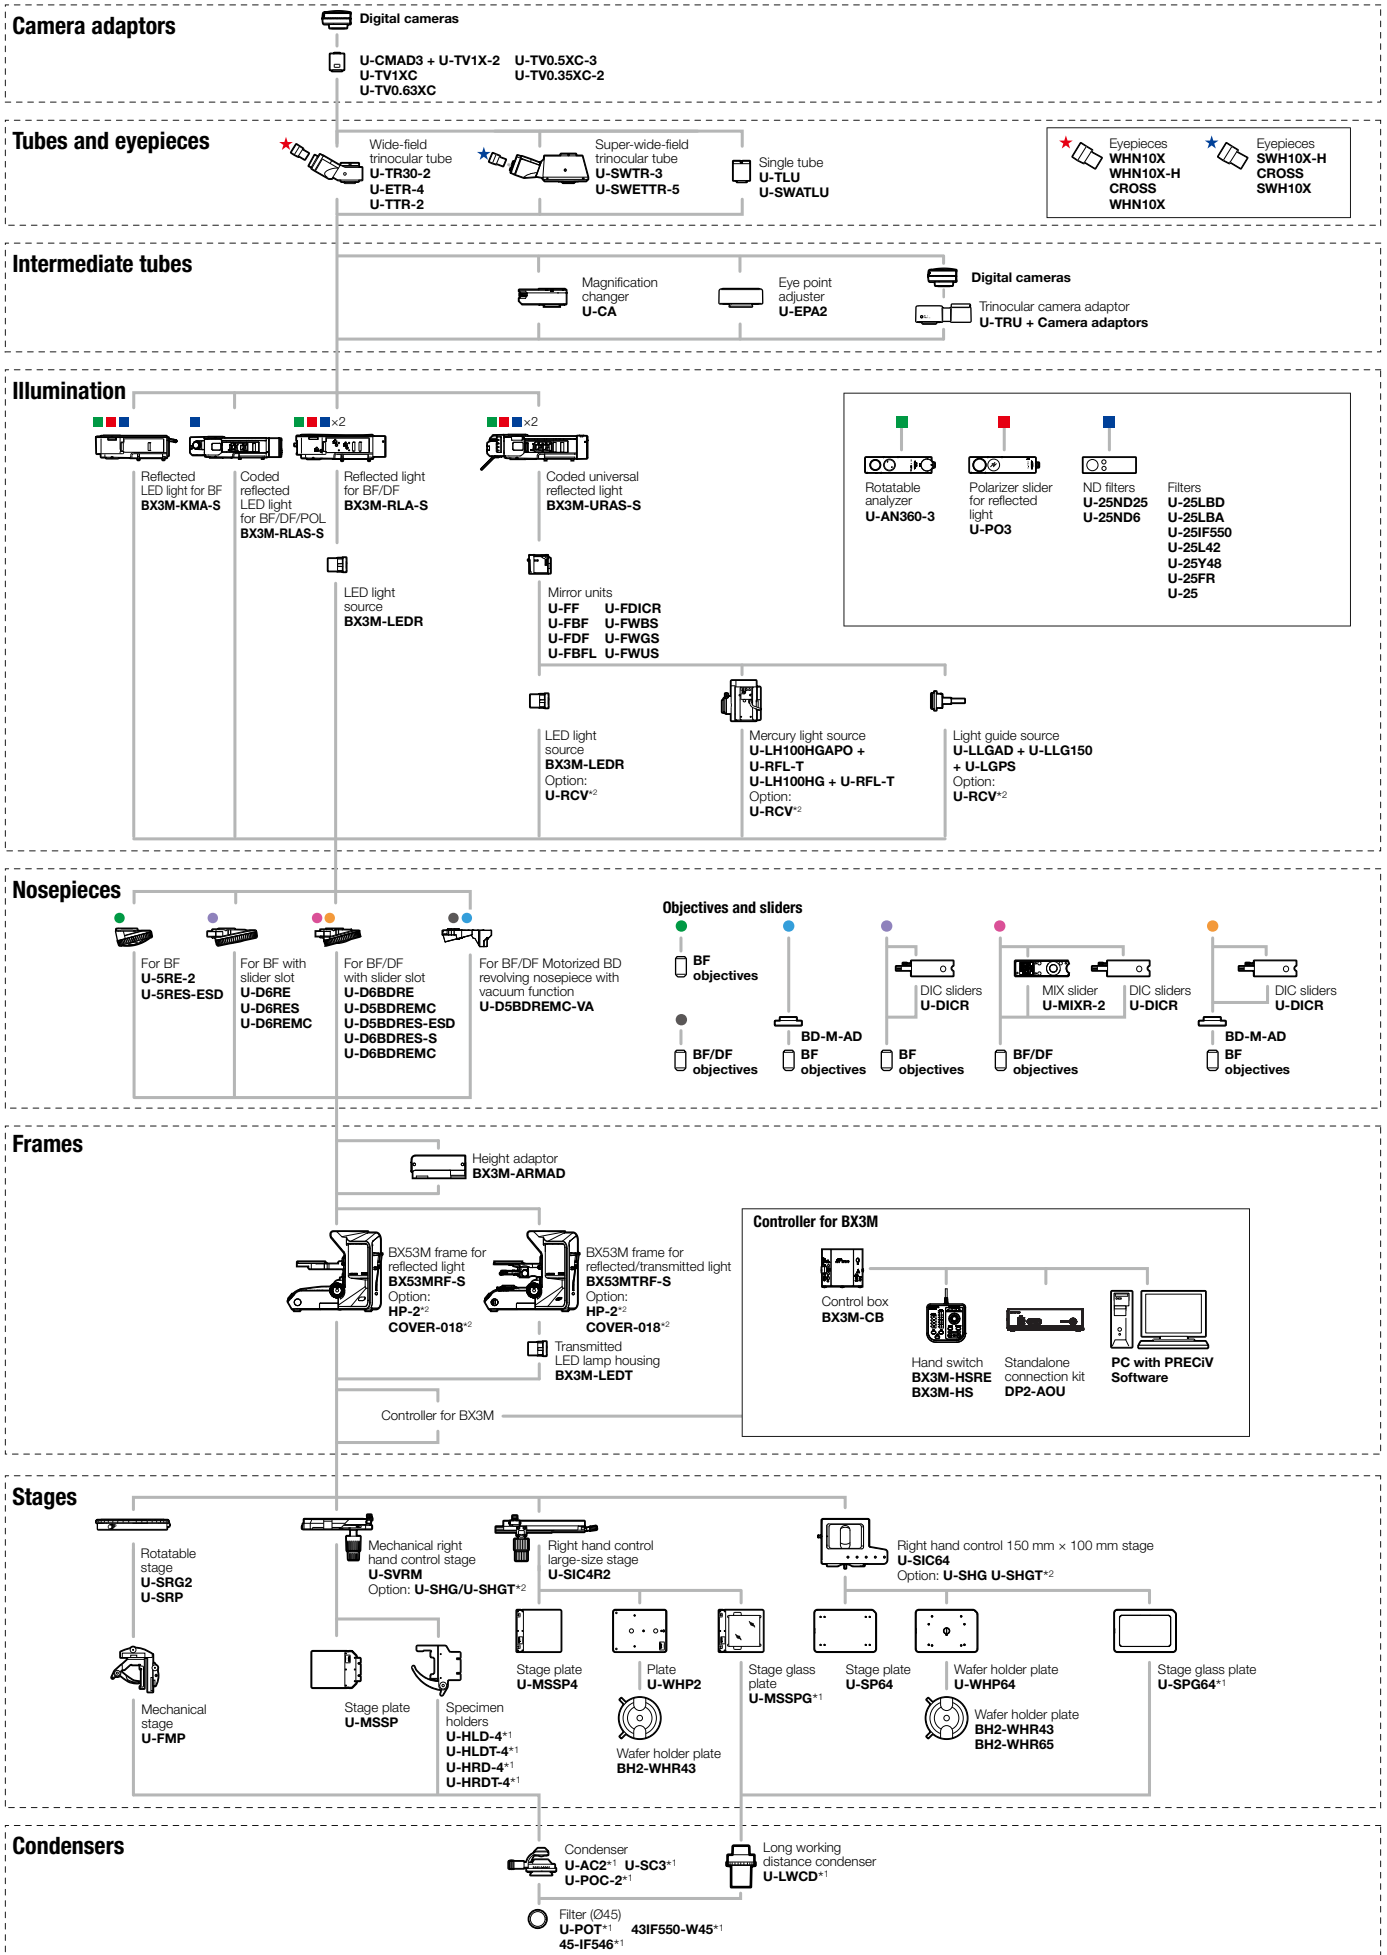 Camera adaptors
Digital cameras
U-CMAD3 + U-TV1X-2 U-TV0.5XC-3
U-TV1XC U-TV0.35XC-2
U-TV0.63XC
Tubes and eyepieces
Wide-field
trinocular tube
U-TR30-2
U-ETR-4
U-TTR-2
Super-wide-field
trinocular tube
U-SWTR-3
U-SWETTR-5
Single tube
U-TLU
U-SWATLU
Eyepieces
WHN10X
WHN10X-H
CROSS
WHN10X
Eyepieces
SWH10X-H
CROSS
SWH10X
Intermediate tubes
Magnification
changer
U-CA
Eye point
adjuster
U-EPA2
Digital cameras
Trinocular camera adaptor
U-TRU + Camera adaptors
Illumination
×2
×2
Reflected
LED light for BF
BX3M-KMA-S
Coded
reflected
LED light
for BF/DF/POL
BX3M-RLAS-S
Reflected light
for BF/DF
BX3M-RLA-S
Coded universal
reflected light
BX3M-URAS-S
Rotatable
analyzer
U-AN360-3
Polarizer slider
for reflected
light
U-PO3
ND filters
U-25ND25
U-25ND6
Filters
U-25LBD
U-25LBA
U-25IF550
U-25L42
U-25Y48
U-25FR
U-25
LED light
source
BX3M-LEDR
Mirror units
U-FF U-FDICR
U-FBF U-FWBS
U-FDF U-FWGS
U-FBFL U-FWUS
LED light
source
BX3M-LEDR
Option:
U-RCV*2
Mercury light source
U-LH100HGAPO +
U-RFL-T
U-LH100HG + U-RFL-T
Option:
U-RCV*2
Light guide source
U-LLGAD + U-LLG150
+ U-LGPS
Option:
U-RCV*2
Nosepieces
For BF
U-5RE-2
U-5RES-ESD
For BF with
slider slot
U-D6RE
U-D6RES
U-D6REMC
For BF/DF
with slider slot
U-D6BDRE
U-D5BDREMC
U-D5BDRES-ESD
U-D6BDRES-S
U-D6BDREMC
For BF/DF Motorized BD
revolving nosepiece with
vacuum function
U-D5BDREMC-VA
Objectives and sliders
BF
objectives
BF/DF
objectives
BD-M-AD
BF
objectives
DIC sliders
U-DICR
BF
objectives
MIX slider
U-MIXR-2
DIC sliders
U-DICR
BF/DF
objectives
DIC sliders
U-DICR
BD-M-AD
BF
objectives
Frames
Height adaptor
BX3M-ARMAD
BX53M frame for
reflected light
BX53MRF-S
Option:
HP-2*2
COVER-018*2
BX53M frame for
reflected/transmitted light
BX53MTRF-S
Option:
HP-2*2
COVER-018*2
Transmitted
LED lamp housing
BX3M-LEDT
Controller for BX3M
Controller for BX3M
Control box
BX3M-CB
Hand switch
BX3M-HSRE
BX3M-HS
Standalone
connection kit
DP2-AOU
PC with PRECiV
Software
Stages
Rotatable
stage
U-SRG2
U-SRP
Mechanical right
hand control stage
U-SVRM
Option: U-SHG/U-SHGT*2
Right hand control
large-size stage
U-SIC4R2
Right hand control 150 mm × 100 mm stage
U-SIC64
Option: U-SHG U-SHGT*2
Mechanical
stage
U-FMP
Stage plate
U-MSSP
Specimen
holders
U-HLD-4*1
U-HLDT-4*1
U-HRD-4*1
U-HRDT-4*1
Stage plate
U-MSSP4
Plate
U-WHP2
Wafer holder plate
BH2-WHR43
Stage glass
plate
U-MSSPG*1
Stage plate
U-SP64
Wafer holder plate
U-WHP64
Wafer holder plate
BH2-WHR43
BH2-WHR65
Stage glass plate
U-SPG64*1
Condensers
Condenser
U-AC2*1 U-SC3*1
U-POC-2*1
Long working
distance condenser
U-LWCD*1
Filter (Ø45)
U-POT*1 43IF550-W45*1
45-IF546*1